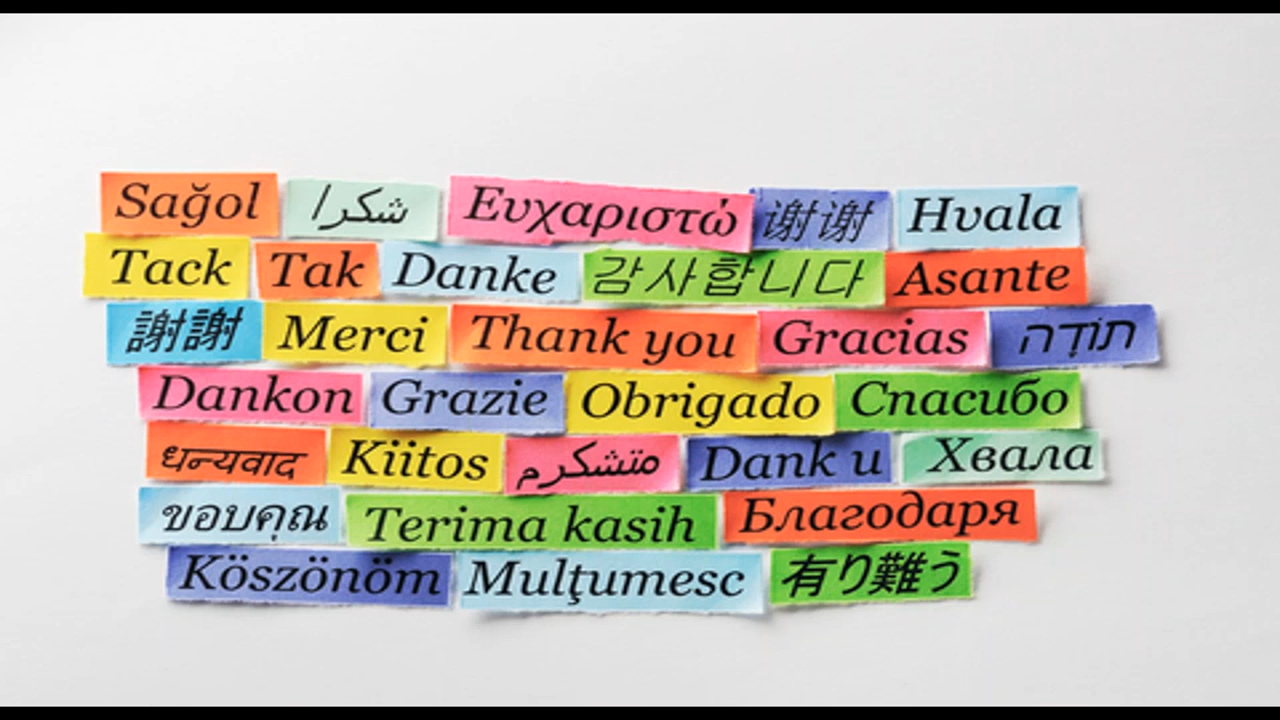 Sağol شكرا Ευχαριστώ 谢谢 Hvala
Tack Tak Danke 감사합니다 Asante
謝謝 Merci Thank you Gracias תּוֹדָה
Dankon Grazie Obrigado Спасибо
धन्यवाद Kiitos متشکرم Dank u Хвала
ขอบคุณ Terima kasih Благодаря
Köszönöm Mulţumesc 有り難う